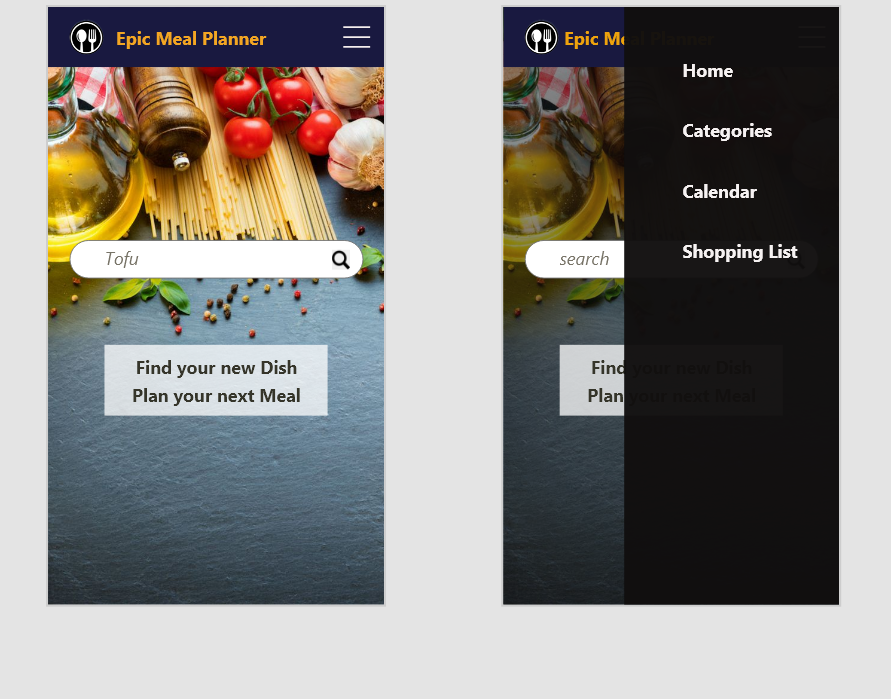 Epic Meal Planner
Tofu
Find your new Dish
Plan your next Meal
Epic Meal Planner
Home
Categories
Calendar
Shopping List
search
Find your new Dish
Plan your next Meal